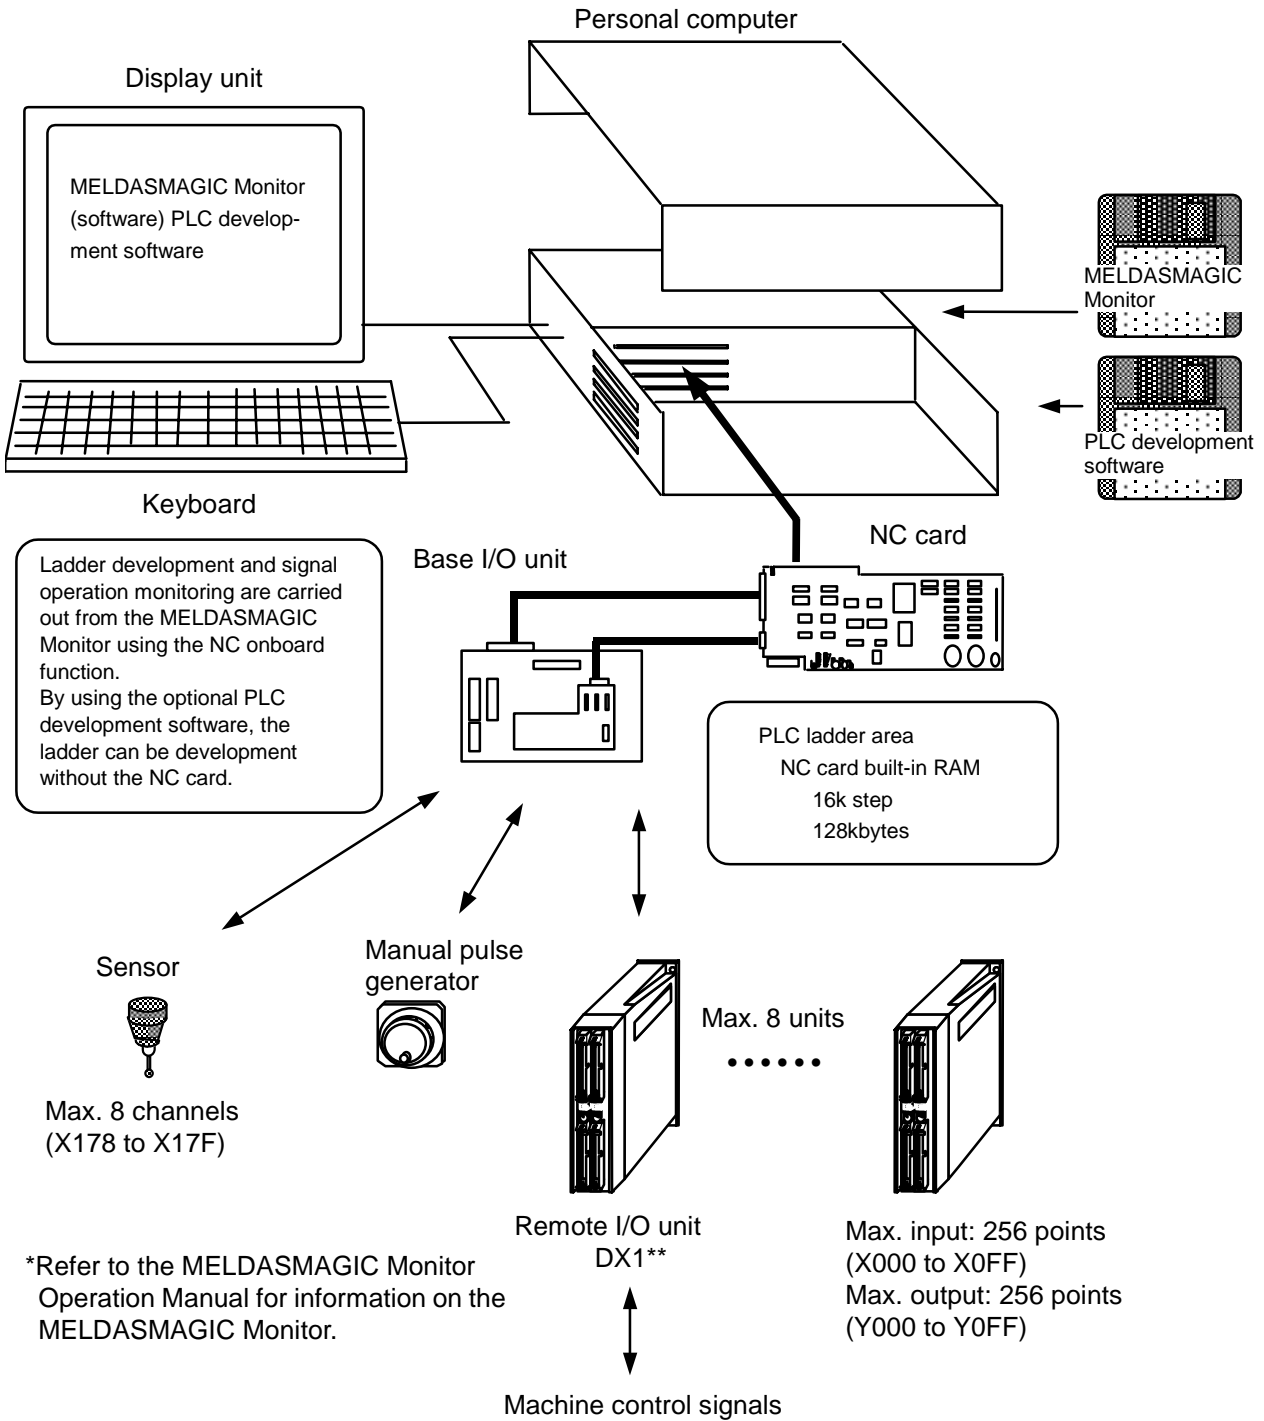 Personal computer
Display unit
MELDASMAGIC Monitor
(software) PLC develop-
ment software
MELDASMAGIC
Monitor
PLC development
software
Keyboard
NC card
Base I/O unit
Ladder development and signal
operation monitoring are carried
out from the MELDASMAGIC
Monitor using the NC onboard
function.
By using the optional PLC
development software, the
ladder can be development
without the NC card.
PLC ladder area
NC card built-in RAM
16k step
128kbytes
Sensor
Manual pulse
generator
Max. 8 units
• • • • • •
Max. 8 channels
(X178 to X17F)
Remote I/O unit
DX1**
Max. input: 256 points
(X000 to X0FF)
Max. output: 256 points
(Y000 to Y0FF)
*Refer to the MELDASMAGIC Monitor
Operation Manual for information on the
MELDASMAGIC Monitor.
Machine control signals